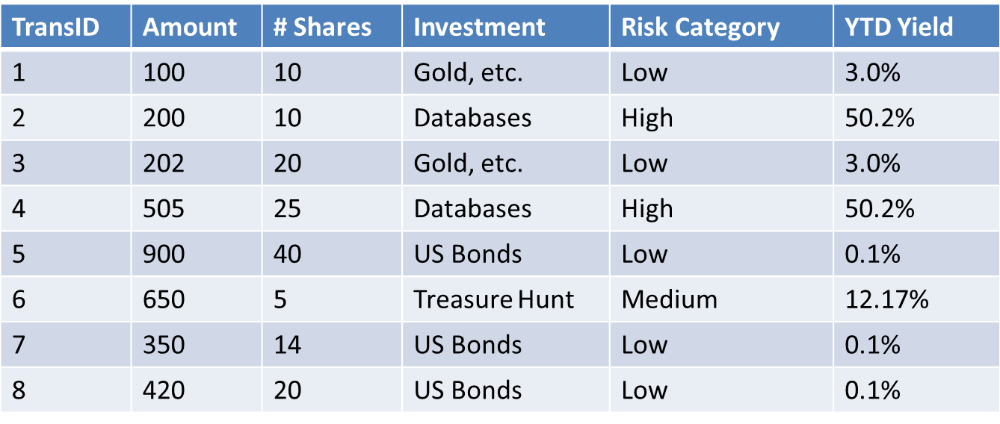 TransID Amount # Shares Investment Risk Category YTD Yield
1 100 10 Gold, etc. Low 3.0%
2 200 10 Databases High 50.2%
3 202 20 Gold, etc. Low 3.0%
4 505 25 Databases High 50.2%
5 900 40 US Bonds Low 0.1%
6 650 5 Treasure Hunt Medium 12.17%
7 350 14 US Bonds Low 0.1%
8 420 20 US Bonds Low 0.1%